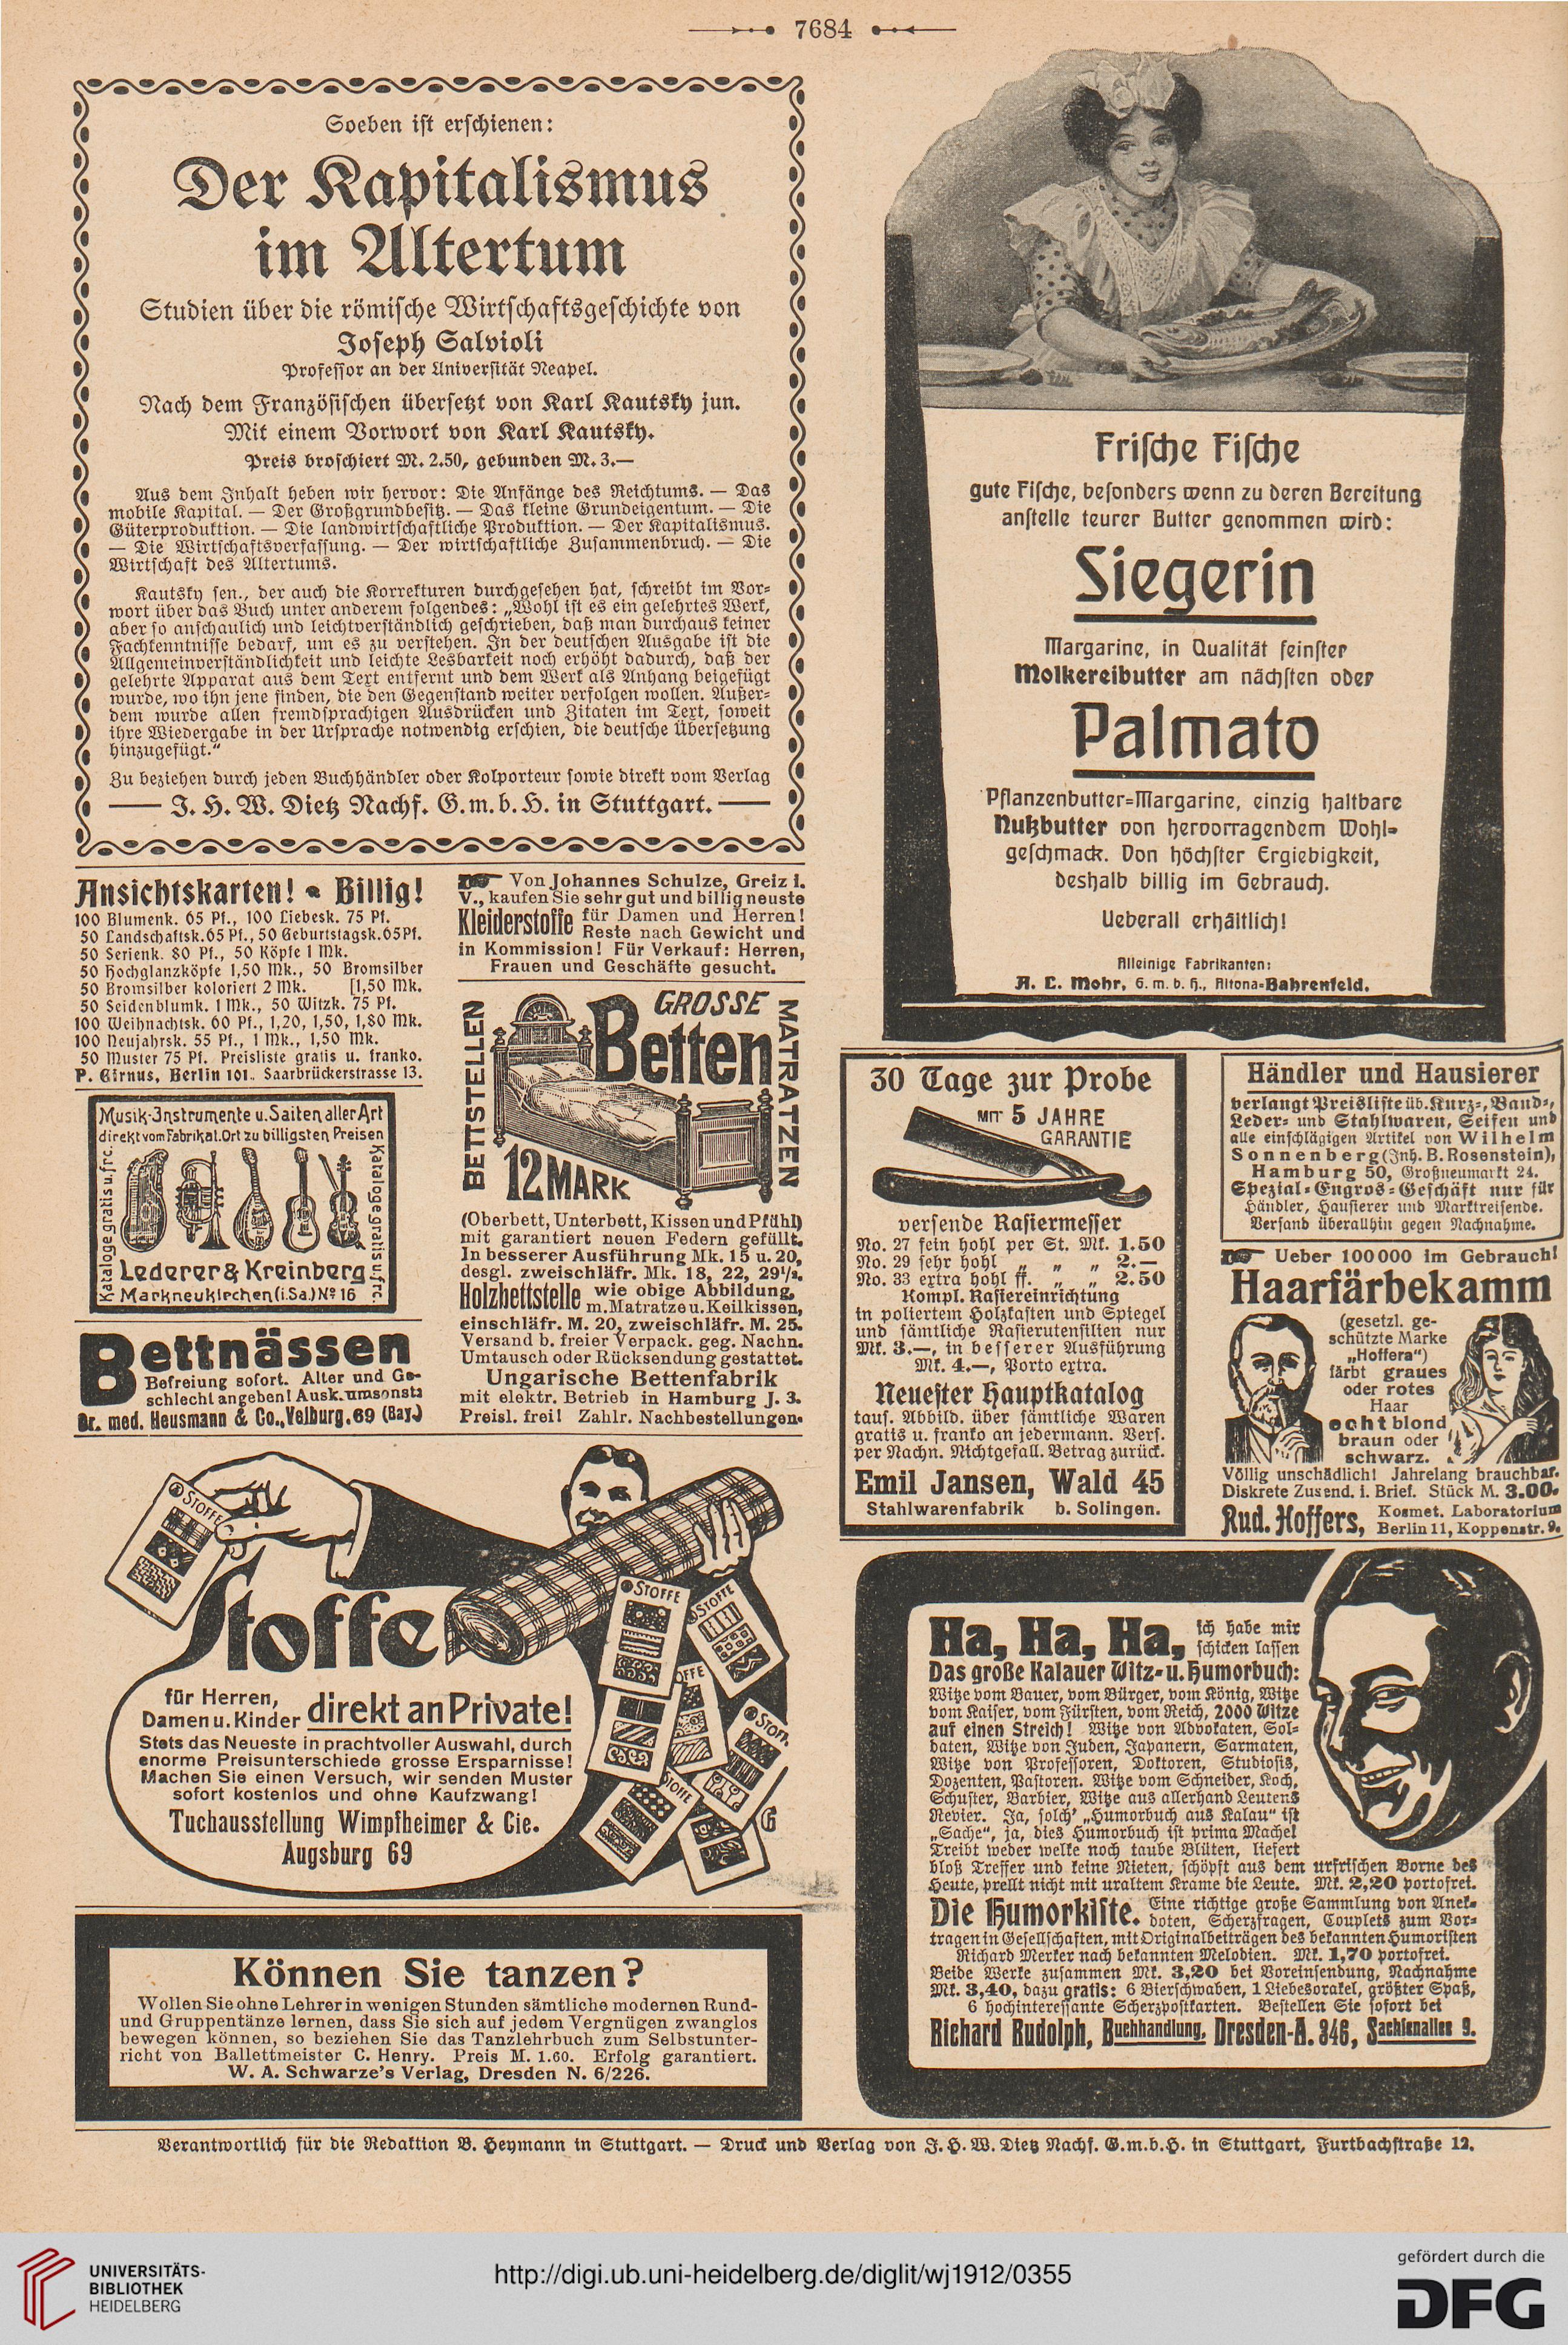 7684
Soeben ist erschienen:
Der Kapitalismus
im Altertum
Studien über die römische Wirtschaftsgeschichte von
Joseph Salvioli
Professor an der Universität Neapel.
Nach dem Französischen übersetzt von Karl Kautsky jun.
Mit einem Vorwort von Karl Kautsky.
Preis broschiert M. 2.50, gebunden M. 3.—
Aus dem Inhalt heben wir hervor: Die Anfänge des Reichtums. — Das
mobile Kapital. — Der Großgrundbesitz. — Das kleine Grundeigentum. — Die
Güterproduktion. — Die landwirtschaftliche Produktion. — Der Kapitalismus.
— Die Wirtschaftsverfassung. — Der wirtschaftliche Zusammenbruch. — Die
Wirtschaft des Altertums.
Kautsky sen., der auch die Korrekturen durchgesehen hat, schreibt im Vor-
wort über das Buch unter anderem folgendes: „Wohl ist es ein gelehrtes Werk,
aber so anschaulich und leichtverständlich geschrieben, daß man durchaus keiner
Fachkenntnisse bedarf, um es zu verstehen. In der deutschen Ausgabe ist die
Allgemeinverständlichkeit und leichte Lesbarkeit noch erhöht dadurch, daß der
gelehrte Apparat aus dem Text entfernt und dem Werk als Anhang beigefügt
wurde, wo ihn jene finden, die den Gegenstand weiter verfolgen wollen. Außer-
dem wurde allen fremdsprachigen Ausdrücken und Zitaten im Text, soweit
ihre Wiedergabe in der Ursprache notwendig erschien, die deutsche Übersetzung
hinzugefügt.“
Zu beziehen durch jeden Buchhändler oder Kolporteur sowie direkt vom Verlag
J. H. W. Dietz Nachf. G.m.b.H. in Stuttgart.
Frische Fische
gute Fische, besonders wenn zu deren Bereitung
anstelle teurer Butter genommen wird:
Siegerin
Margarine, in Qualität feinster
Molkereibutter am nächsten oder
Palmato
Pflanzenbutter-Margarine, einzig haltbare
Nußbutter von hervorragendem Wohl-
geschmack. Von höchster Ergiebigkeit,
deshalb billig im Gebrauch.
Ueberall erhältlich!
Alleinige Fabrikanten:
A. L. Mohr, G. m. b. H., Altona-Bahrenfeld.
Ansichtskarten! - Billig!
100 Blumenk. 65 Pf., 100 Liebesk. 75 Pf.
50 Landschaftsk. 65 Pf., 50 Geburtstagsk. 65 Pf.
50 Serienk. 80 Pf., 50 Köpfe 1 Mk.
50 Hochglanzköpfe 1,50 Mk., 50 Bromsilber
50 Bromsilber koloriert 2 Mk. [1,50 Mk.
50 Seidenblumk. 1 Mk., 50 Witzk. 75 Pf.
100 Weihnachtsk. 60 Pf., 1,20, 1,50, 1,80 Mk.
100 Neujahrsk. 55 Pf., 1 Mk., 1,50 Mk.
50 Muster 75 Pf. Preisliste gratis u. franko.
P. Girnus, Berlin 101. Saarbrückerstrasse 13.
Musik-Instrumente u. Saiten aller Art
direkt vom Fabrikat. Ort zu billigsten Preisen
Kataloge gratis u. frc.
Kataloge gratis u. frc.
Lederer & Kreinberg
Markneukirchen (i. Sa.) No 16
Bettnässen
Befreiung sofort. Alter und Ge-
schlecht angeben! Ausk. umsonst!
Dr. med. Heusmann & Co., Velburg. 69 (Bay.)
Von Johannes Schulze, Greiz i.
V., kaufen Sie sehr gut und billig neuste
Kleiderstoffe für Damen und Herren!
Reste nach Gewicht und
in Kommission! Für Verkauf: Herren,
Frauen und Geschäfte gesucht.
GROSSE
Betten
BETTSTELLEN
MATRATZEN
12 MARK
(Oberbett, Unterbett, Kissen und Pfühl)
mit garantiert neuen Federn gefüllt.
In besserer Ausführung Mk. 15 u. 20,
desgl. zweischläfr. Mk. 18, 22, 29½.
Holzbettstelle wie obige Abbildung,
m. Matratze u. Keilkissen,
einschläfr. M. 20, zweischläfr. M. 25.
Versand b. freier Verpack. geg. Nachn.
Umtausch oder Rücksendung gestattet.
Ungarische Bettenfabrik
mit elektr. Betrieb in Hamburg J. 3.
Preisl. frei! Zahlr. Nachbestellungen.
30 Tage zur Probe
MIT 5 JAHRE
GARANTIE
versende Rasiermesser
No. 27 fein hohl per St. Mk. 1.50
No. 29 sehr hohl „ „ „ 2.—
No. 33 extra hohl ff. „ „ 2.50
Kompl. Rasiereinrichtung
in poliertem Holzkasten und Spiegel
und sämtliche Rasierutensilien nur
Mk. 3.—, in besserer Ausführung
Mk. 4.—, Porto extra.
Neuester Hauptkatalog
taus. Abbild. über sämtliche Waren
gratis u. franko an jedermann. Vers.
per Nachn. Nichtgefall. Betrag zurück.
Emil Jansen, Wald 45
Stahlwarenfabrik b. Solingen.
Händler und Hausierer
verlangt Preisliste üb. Kurz-, Band-,
Leder- und Stahlwaren, Seifen und
alle einschlägigen Artikel von Wilhelm
Sonnenberg (Inh. B. Rosenstein),
Hamburg 50, Großneumarkt 24.
Spezial-Engros-Geschäft nur für
Händler, Hausierer und Marktreisende.
Versand überallhin gegen Nachnahme.
Ueber 100000 im Gebrauch!
Haarfärbekamm
(gesetzl. ge-
schützte Marke
„Hoffera“)
färbt graues
oder rotes
Haar
echt blond
braun oder
schwarz.
Völlig unschädlich! Jahrelang brauchbar.
Diskrete Zusend. i. Brief. Stück M. 3.00.
Rud. Hoffers, Kosmet. Laboratorium
Berlin 11, Koppenstr. 9.
STOFFE
Stoffe
STOFFE
STOFFE
OFFE
STOFF
STOFFE
G
für Herren,
Damen u. Kinder direkt an Private!
Stets das Neueste in prachtvoller Auswahl, durch
enorme Preisunterschiede grosse Ersparnisse!
Machen Sie einen Versuch, wir senden Muster
sofort kostenlos und ohne Kaufzwang!
Tuchausstellung Wimpfheimer & Cie.
Augsburg 69
Können Sie tanzen?
Wollen Sie ohne Lehrer in wenigen Stunden sämtliche modernen Rund-
und Gruppentänze lernen, dass Sie sich auf jedem Vergnügen zwanglos
bewegen können, so beziehen Sie das Tanzlehrbuch zum Selbstunter-
richt von Ballettmeister C. Henry. Preis M. 1.60. Erfolg garantiert.
W. A. Schwarze's Verlag, Dresden N. 6/226.
Ha, Ha, Ha, ich habe mir
schicken lassen
Das große Kalauer Witz- u. Humorbuch:
Witze vom Bauer, vom Bürger, vom König, Witze
vom Kaiser, vom Fürsten, vom Reich, 2000 Witze
auf einen Streich! Witze von Advokaten, Sol-
daten, Witze von Juden, Japanern, Sarmaten,
Witze von Professoren, Doktoren, Studiosis,
Dozenten, Pastoren. Witze vom Schneider, Koch,
Schuster, Barbier, Witze aus allerhand Leutens
Revier. Ja, solch' „Humorbuch aus Kalau“ ist
„Sache“, ja, dies Humorbuch ist prima Mache!
Treibt weder welke noch taube Blüten, liefert
bloß Treffer und keine Nieten, schöpft aus dem urfrischen Borne des
Heute, prellt nicht mit uraltem Krame die Leute. Mk. 2,20 portofrei.
Die Humorkiste. Eine richtige große Sammlung von Anek-
doten, Scherzfragen, Couplets zum Vor-
tragen in Gesellschaften, mit Originalbeiträgen des bekannten Humoristen
Richard Merker nach bekannten Melodien. Mk. 1,70 portofrei.
Beide Werke zusammen Mk. 3,20 bei Voreinsendung, Nachnahme
Mk. 3,40, dazu gratis: 6 Bierschwaben, 1 Liebesorakel, größter Spaß,
6 hochinteressante Scherzpostkarten. Bestellen Sie sofort bei
Richard Rudolph, Buchhandlung, Dresden-A. 346, Sachsenallee 9.
Verantwortlich für die Redaktion B. Heymann in Stuttgart. — Druck und Verlag von J. H. W. Dietz Nachf. G.m.b.H. in Stuttgart, Furtbachstraße 12.
UNIVERSITÄTS-
BIBLIOTHEK
HEIDELBERG
http://digi.ub.uni-heidelberg.de/diglit/wj1912/0355
gefördert durch die
DFG